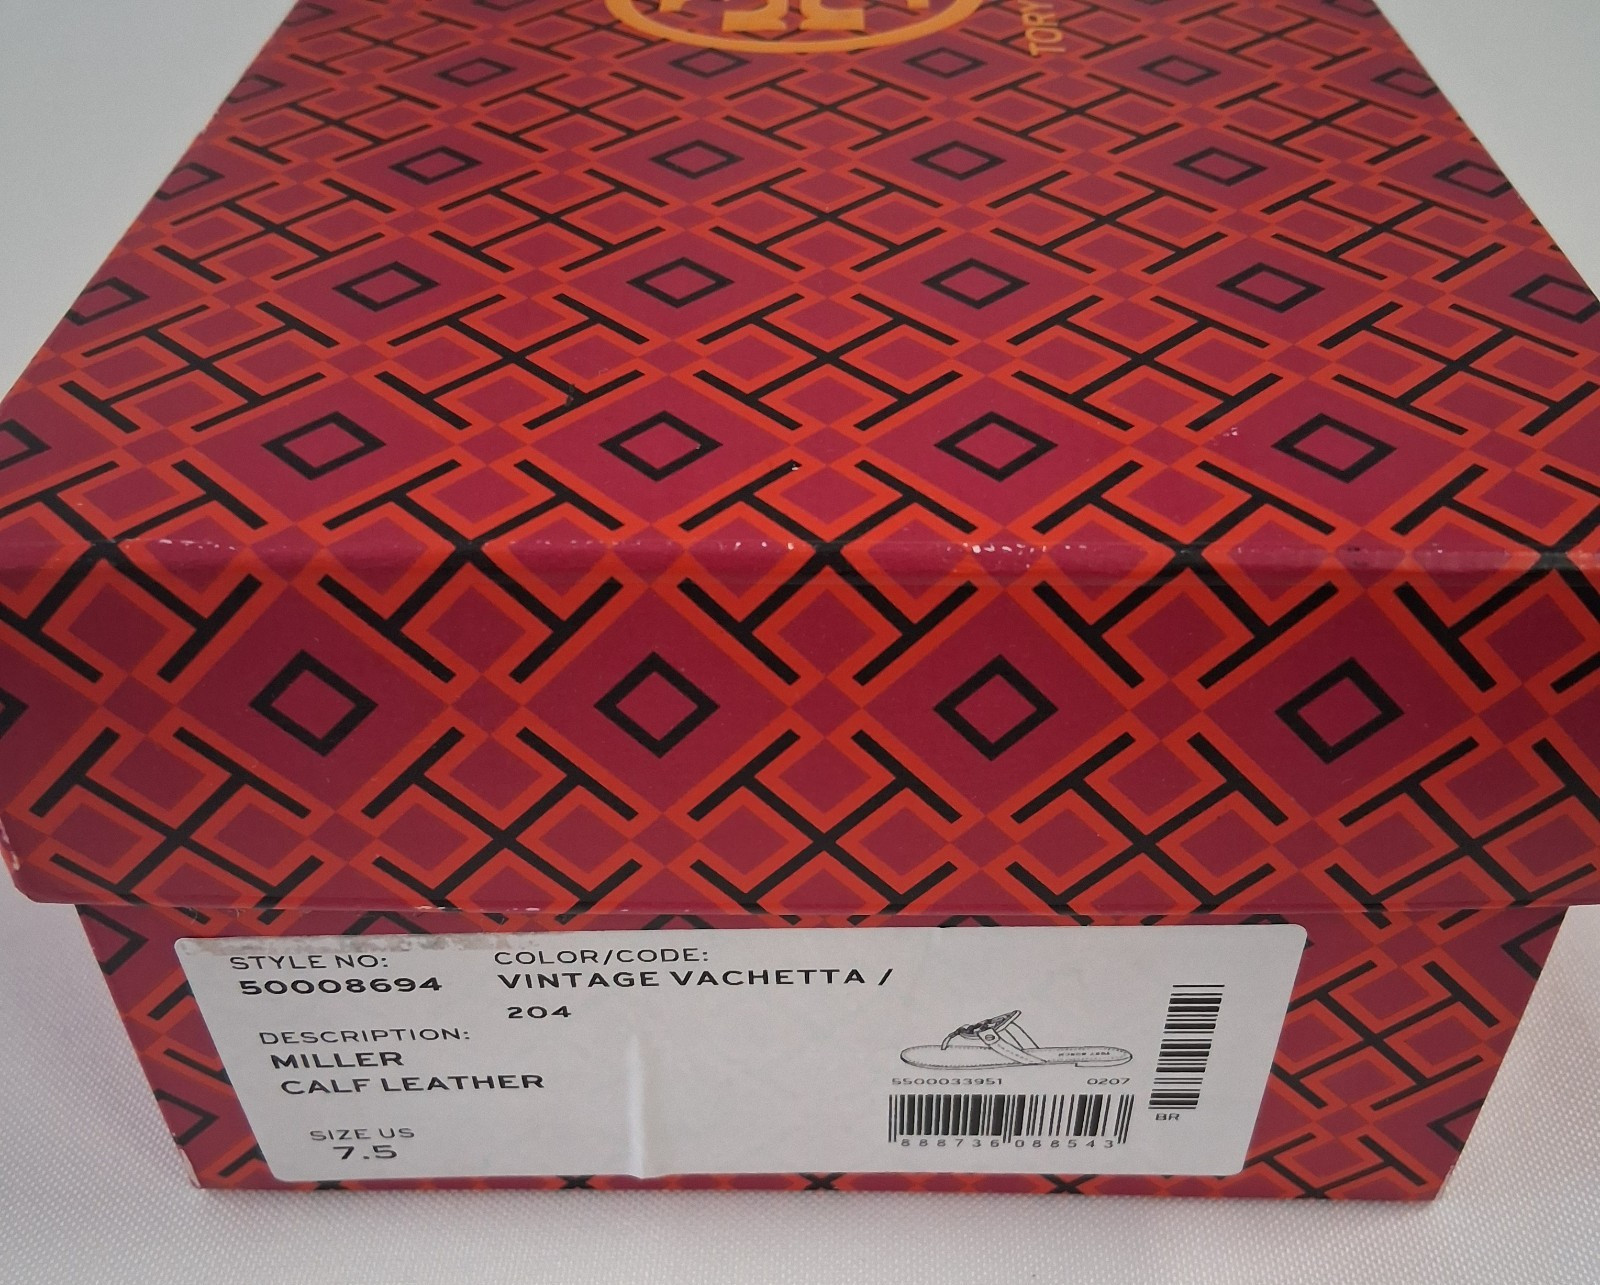 TORY
STYLE NO:
50008694
COLOR/CODE:
VINTAGE VACHETTA /
204
DESCRIPTION:
MILLER
CALF LEATHER
SIZE US
7.5
5500033951 0207
888736088543
BR